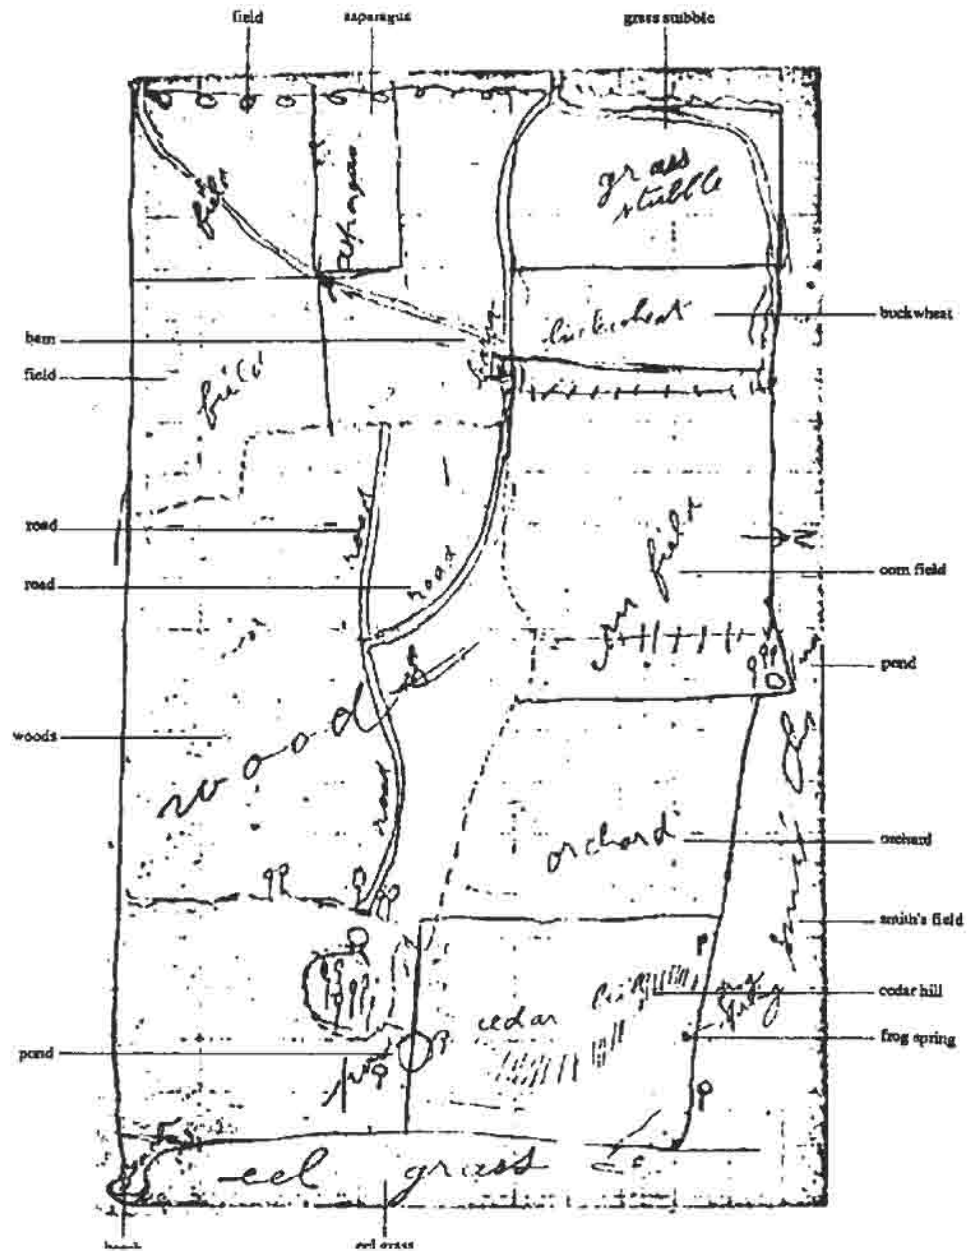 field
asparagus
grass stubble
field
asparagus
grass
stubble
buckwheat
buckwheat
barn
field
field
road
road
road
road
N
corn field
corn field
pond
woods
woods
road
orchard
orchard
smith's field
cedar hill
cedar
frog spring
pond
eel grass
eel grass